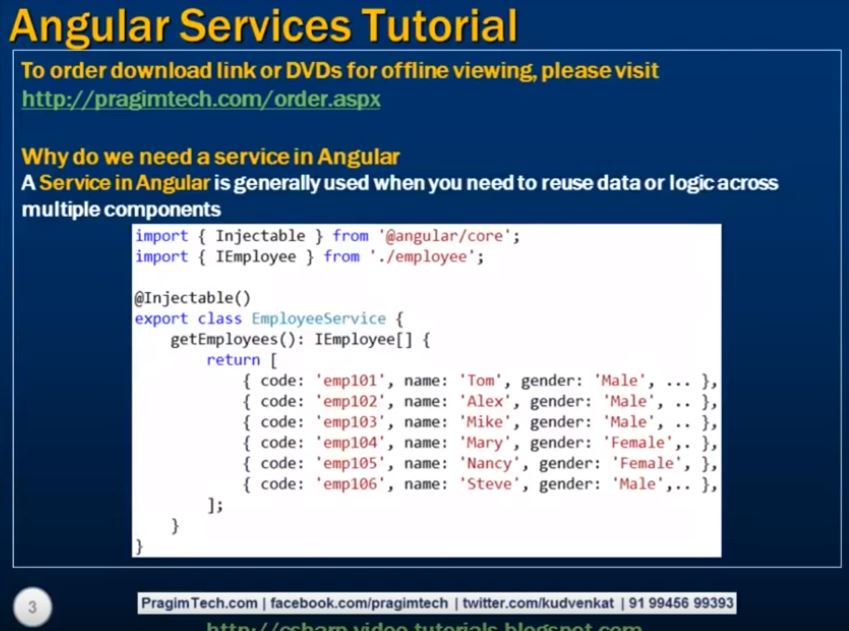 Angular Services Tutorial
To order download link or DVDs for offline viewing, please visit
http://pragimtech.com/order.aspx
Why do we need a service in Angular
A Service in Angular is generally used when you need to reuse data or logic across
multiple components
import { Injectable } from '@angular/core';
import { IEmployee } from './employee';
@Injectable()
export class EmployeeService {
getEmployees(): IEmployee[] {
return [
{ code: 'emp101', name: 'Tom', gender: 'Male', ... },
{ code: 'emp102', name: 'Alex', gender: 'Male', .. },
{ code: 'emp103', name: 'Mike', gender: 'Male', .. },
{ code: 'emp104', name: 'Mary', gender: 'Female',. },
{ code: 'emp105', name: 'Nancy', gender: 'Female', },
{ code: 'emp106', name: 'Steve', gender: 'Male',.. },
];
}
}
3
PragimTech.com | facebook.com/pragimtech | twitter.com/kudvenkat | 91 99456 99393
http://csharp-video-tutorials.blogspot.com